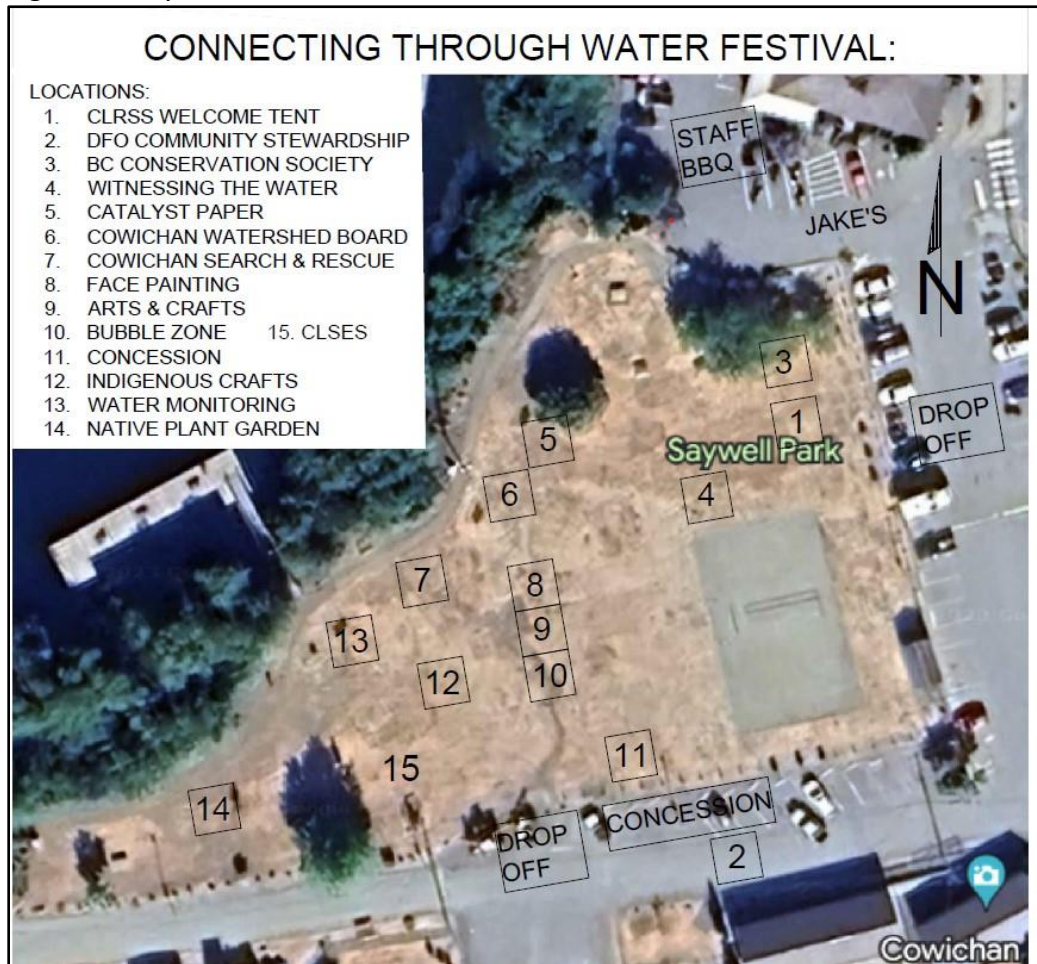 CONNECTING THROUGH WATER FESTIVAL:
LOCATIONS:
1. CLRSS WELCOME TENT
2. DFO COMMUNITY STEWARDSHIP
3. BC CONSERVATION SOCIETY
4. WITNESSING THE WATER
5. CATALYST PAPER
6. COWICHAN WATERSHED BOARD
7. COWICHAN SEARCH & RESCUE
8. FACE PAINTING
9. ARTS & CRAFTS
10. BUBBLE ZONE 15. CLSES
11. CONCESSION
12. INDIGENOUS CRAFTS
13. WATER MONITORING
14. NATIVE PLANT GARDEN
STAFF
BBQ
JAKE'S
N
3
1
DROP
OFF
5
Saywell Park
6
4
7
8
13
9
12
10
15
11
14
CONCESSION
DROP
OFF
2
Cowichan